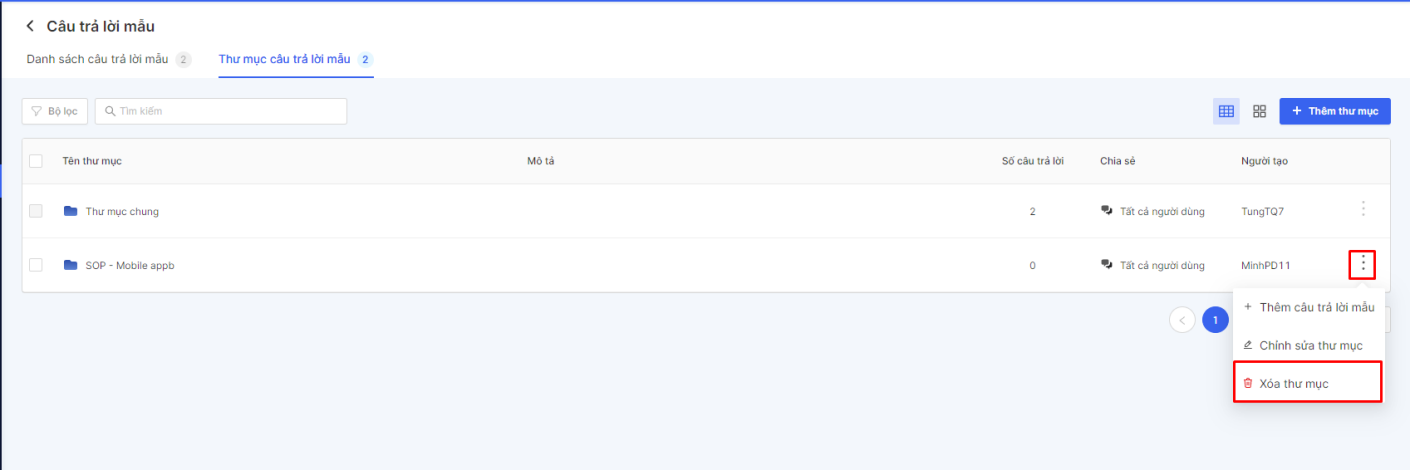 Câu trả lời mẫu
Danh sách câu trả lời mẫu 2
Thư mục câu trả lời mẫu 2
Bộ lọc
Tìm kiếm
+ Thêm thư mục
Tên thư mục Mô tả Số câu trả lời Chia sẻ Người tạo
Thư mục chung 2 Tất cả người dùng TungTQ7
SOP - Mobile appb 0 Tất cả người dùng MinhPD11
1
+ Thêm câu trả lời mẫu
Chỉnh sửa thư mục
Xóa thư mục